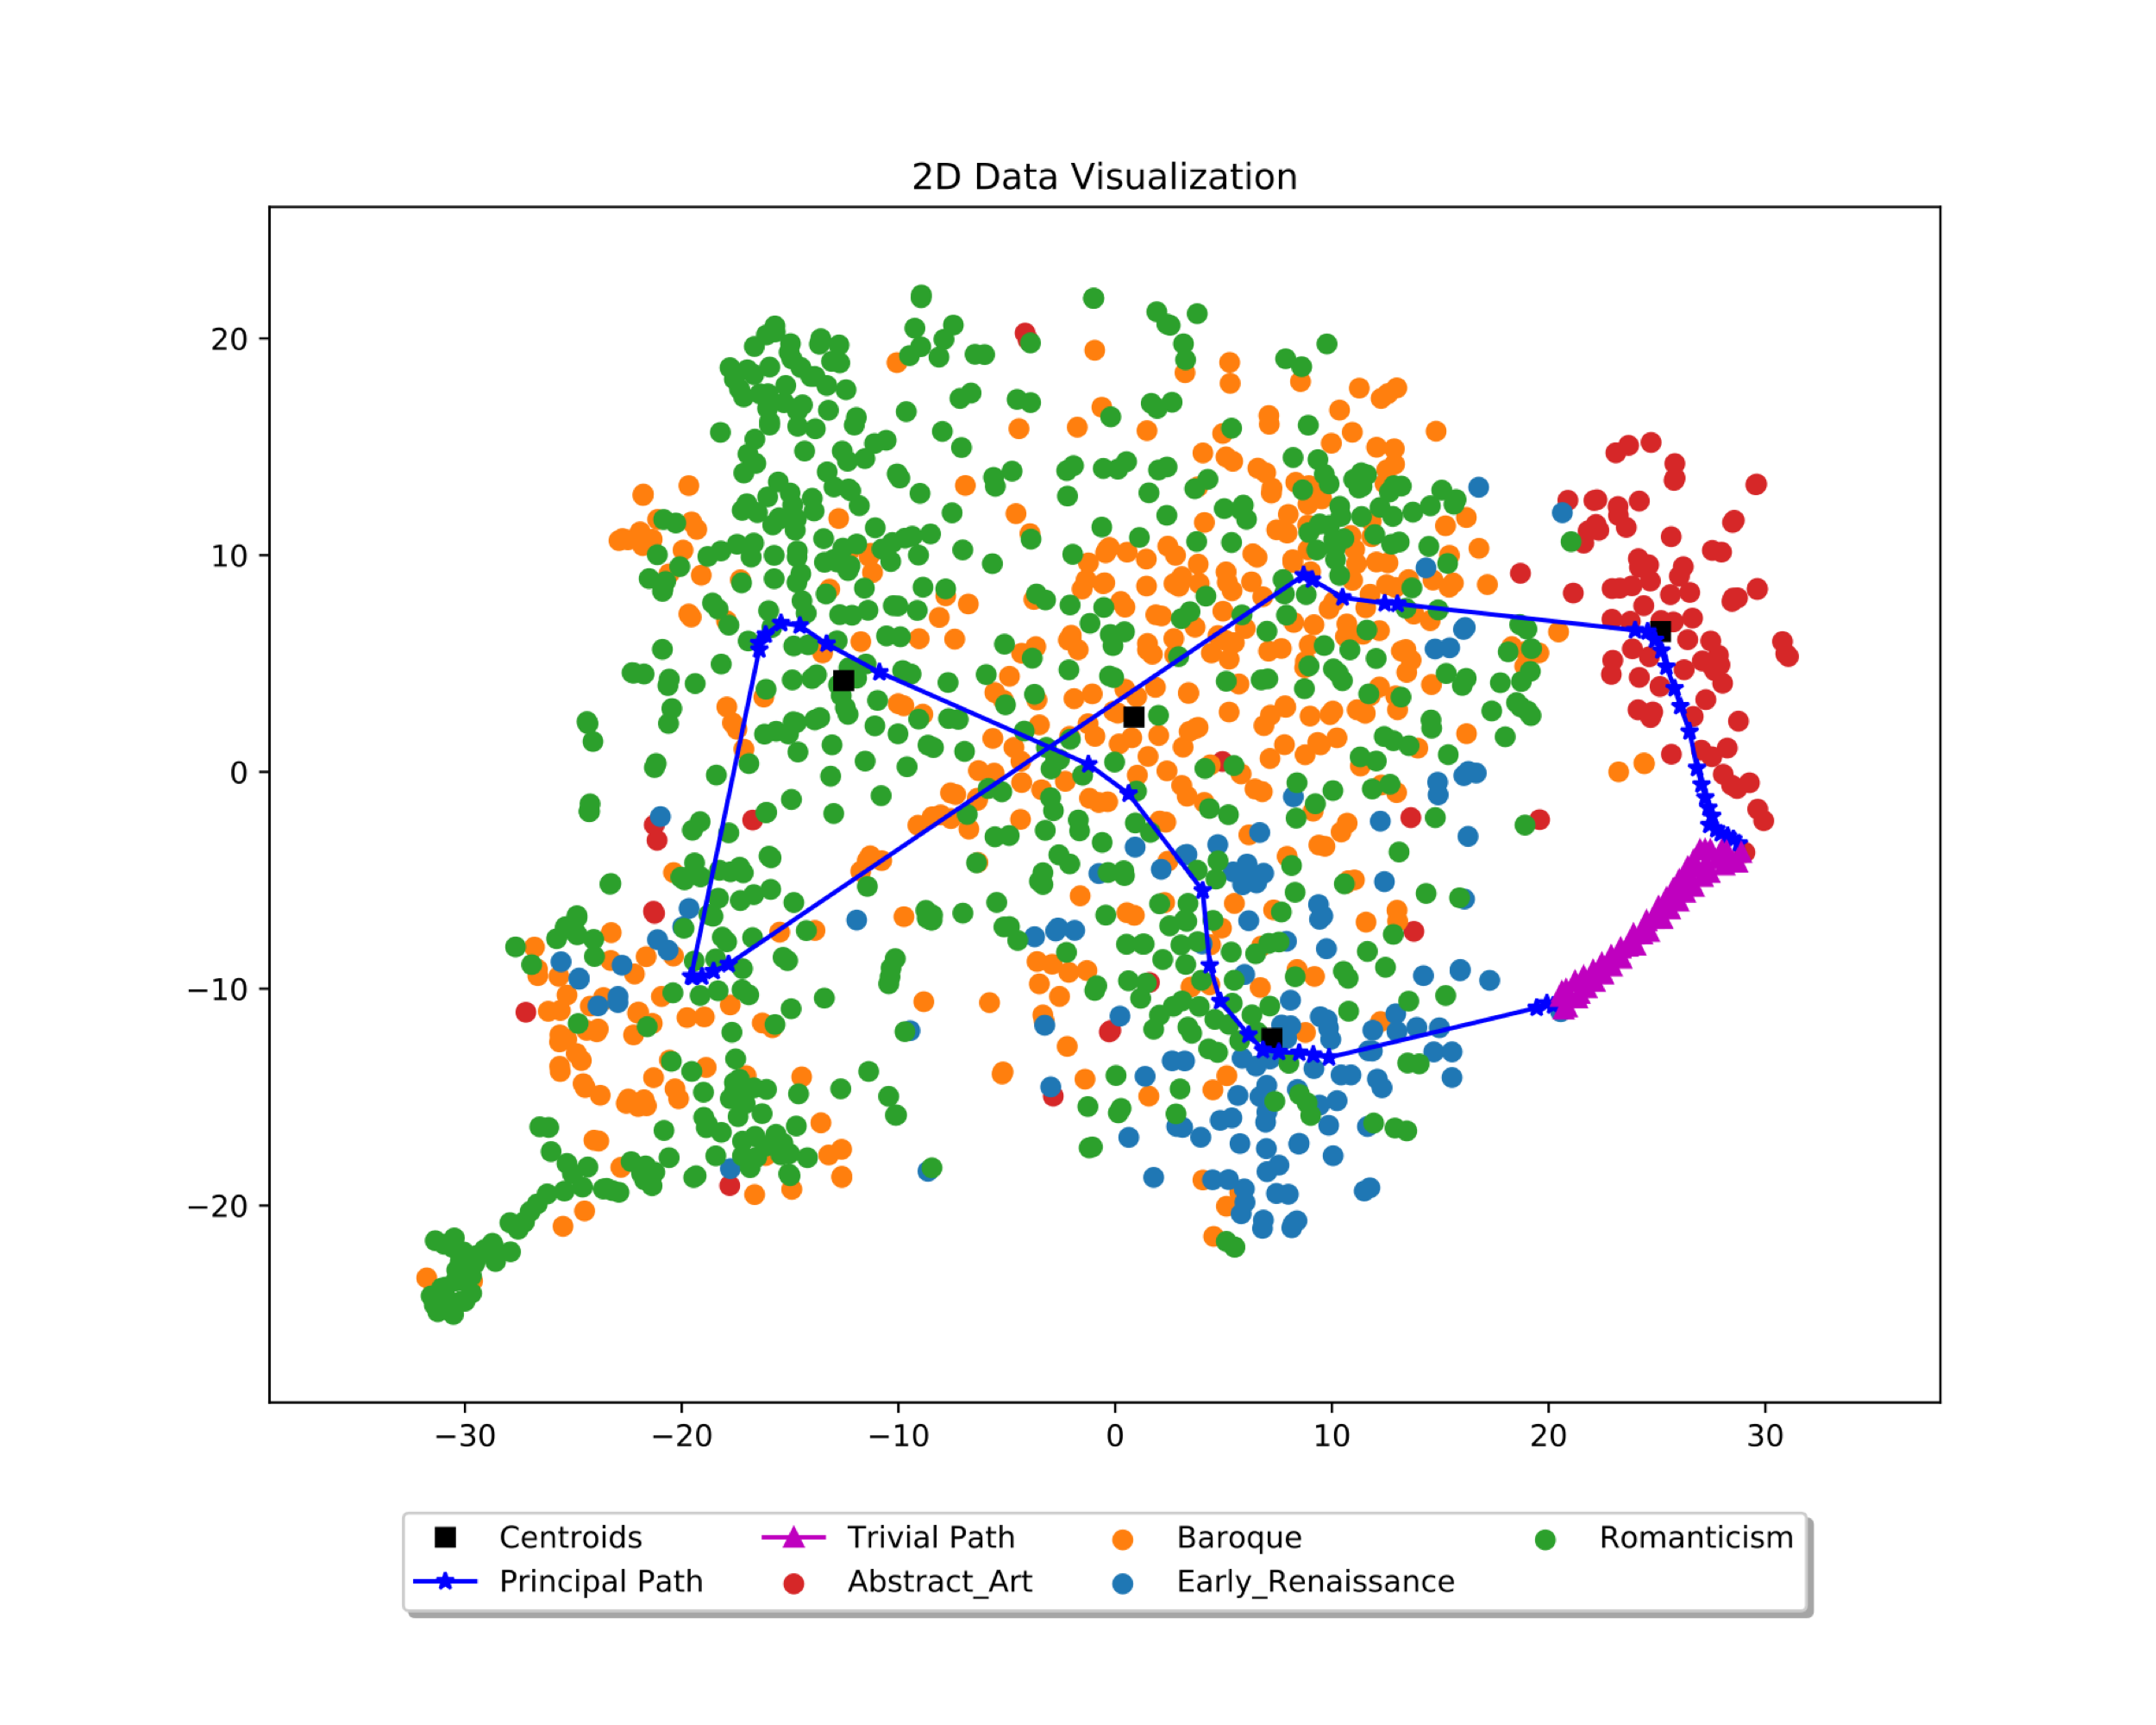 2D Data Visualization
20
10
0
−10
−20
−30 −20 −10 0 10 20 30
Centroids Trivial Path Baroque Romanticism
Principal Path Abstract_Art Early_Renaissance